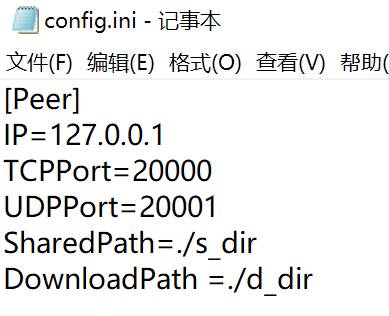 config.ini - 记事本
文件(F) 编辑(E) 格式(O) 查看(V) 帮助(
[Peer]
IP=127.0.0.1
TCPPort=20000
UDPPort=20001
SharedPath=./s_dir
DownloadPath =./d_dir